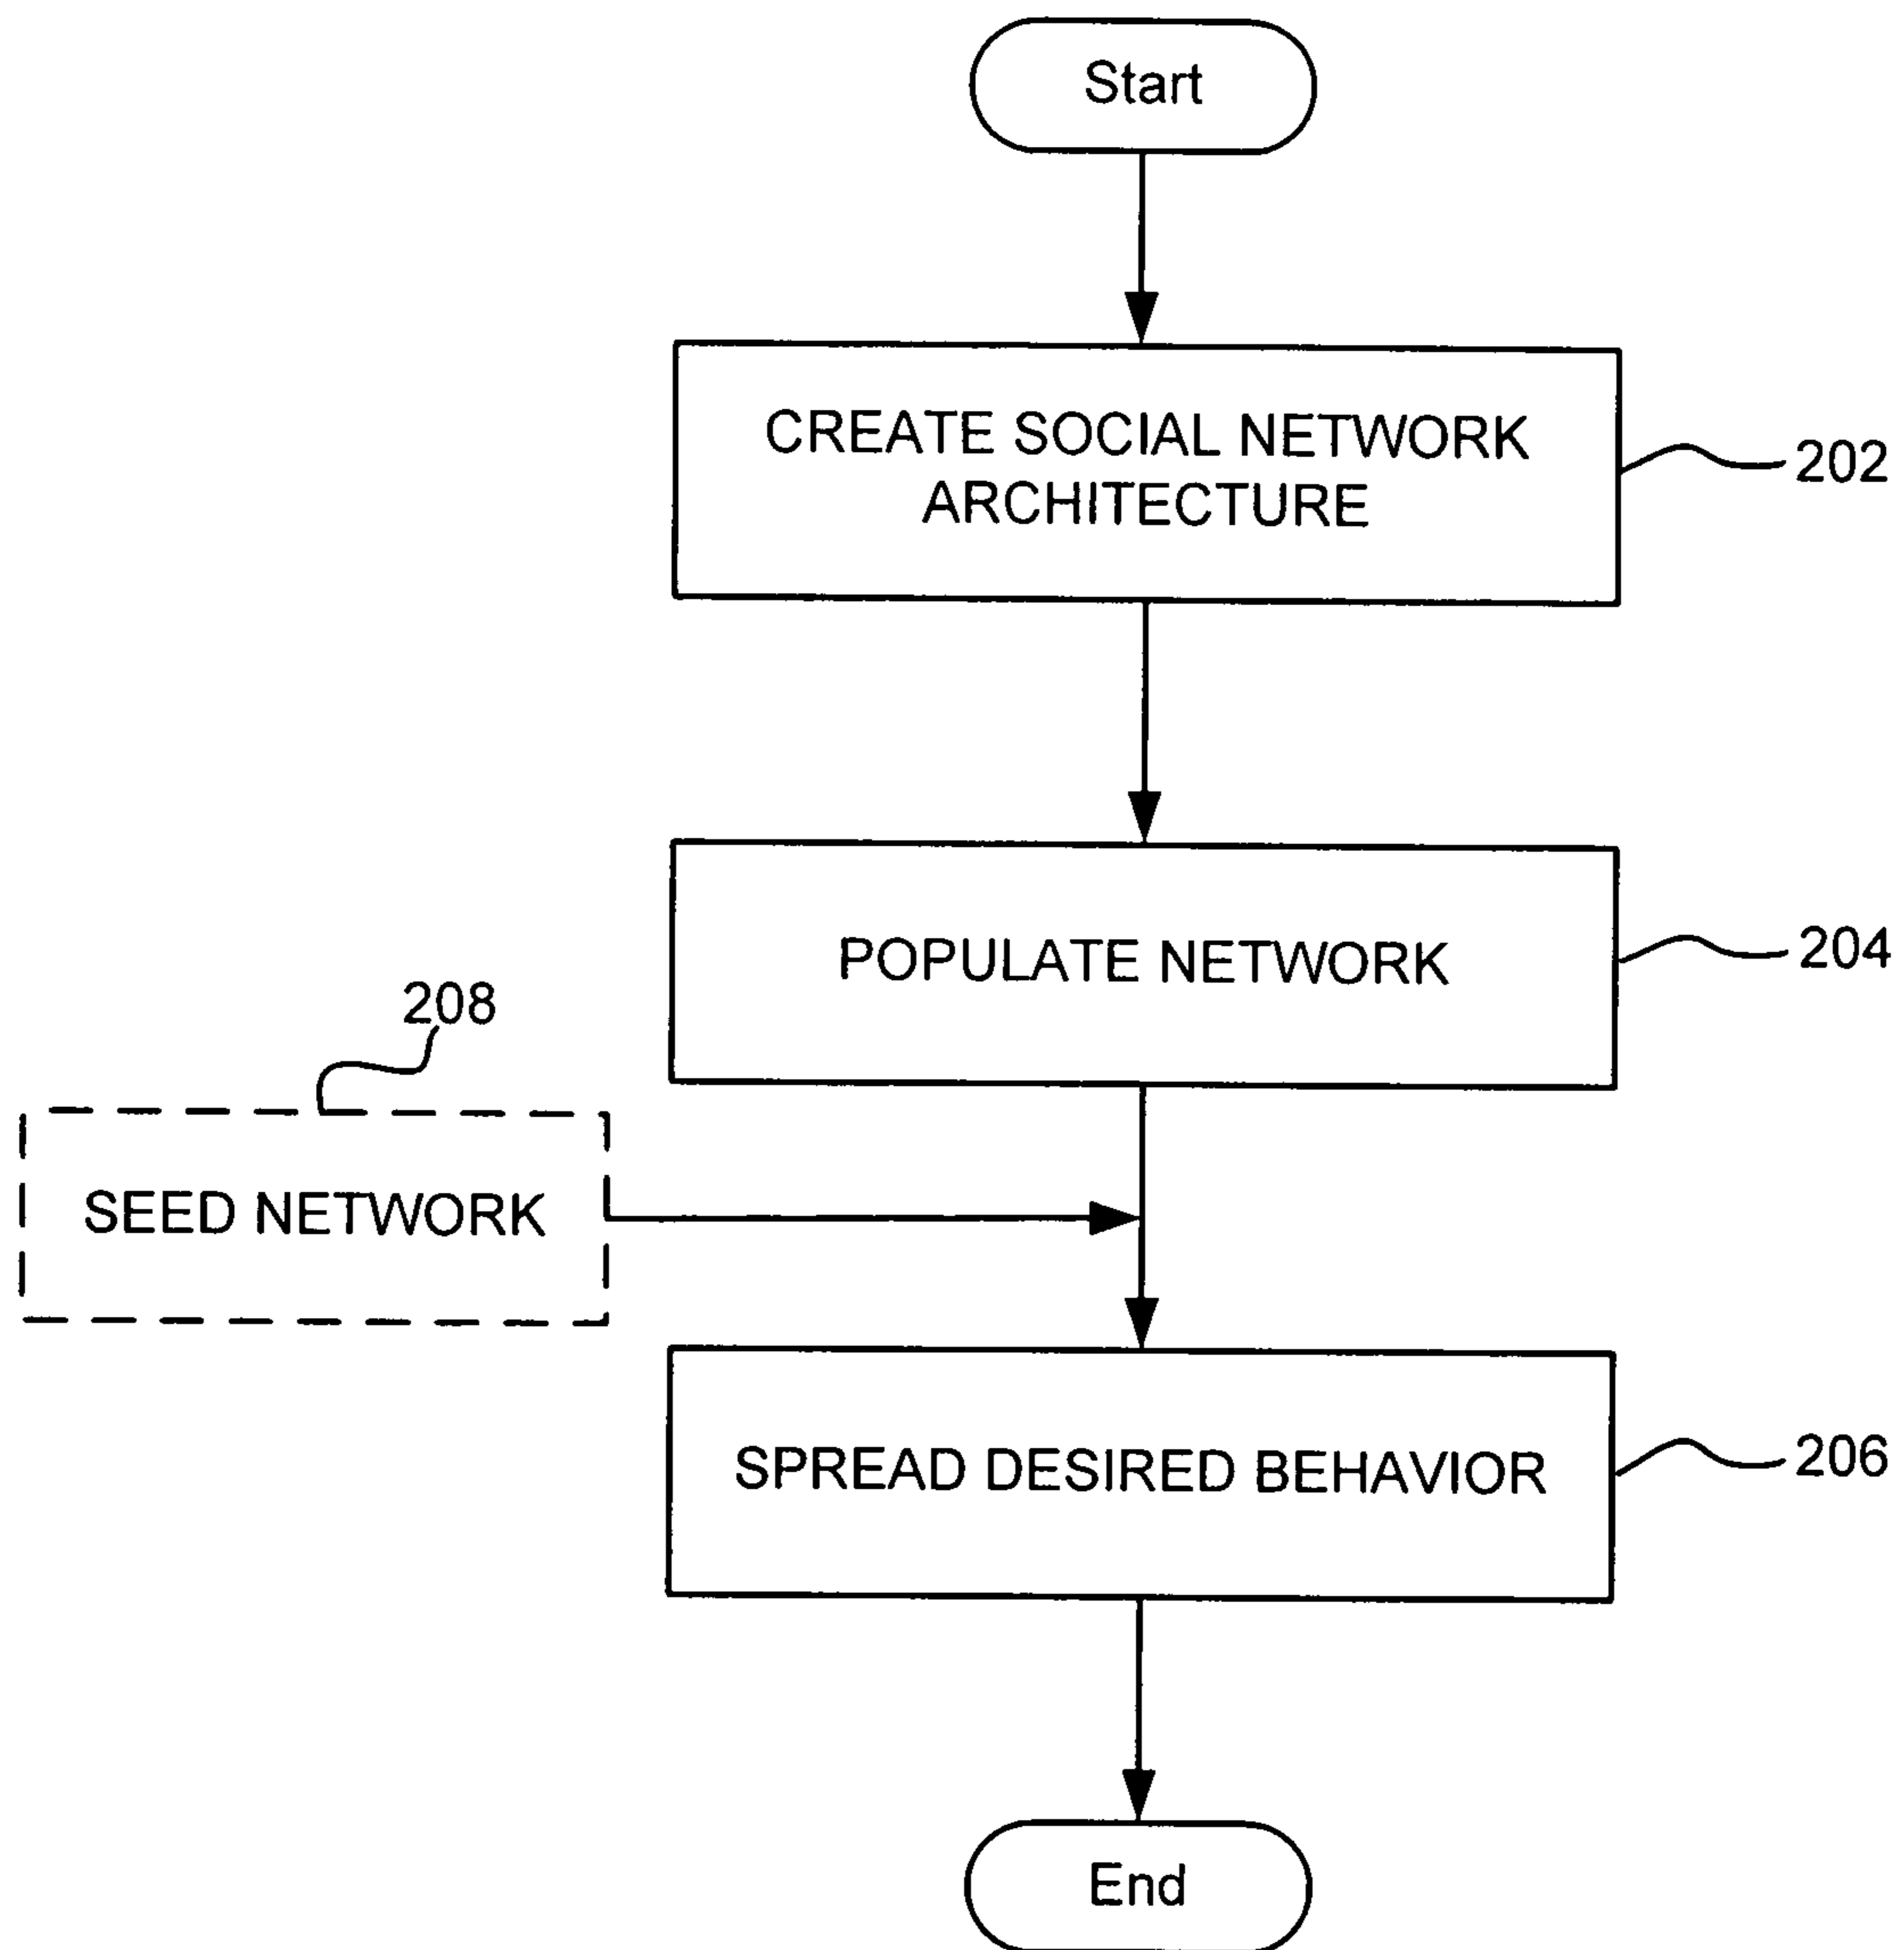 Start
CREATE SOCIAL NETWORK
ARCHITECTURE
202
POPULATE NETWORK
204
208
SEED NETWORK
SPREAD DESIRED BEHAVIOR
206
End